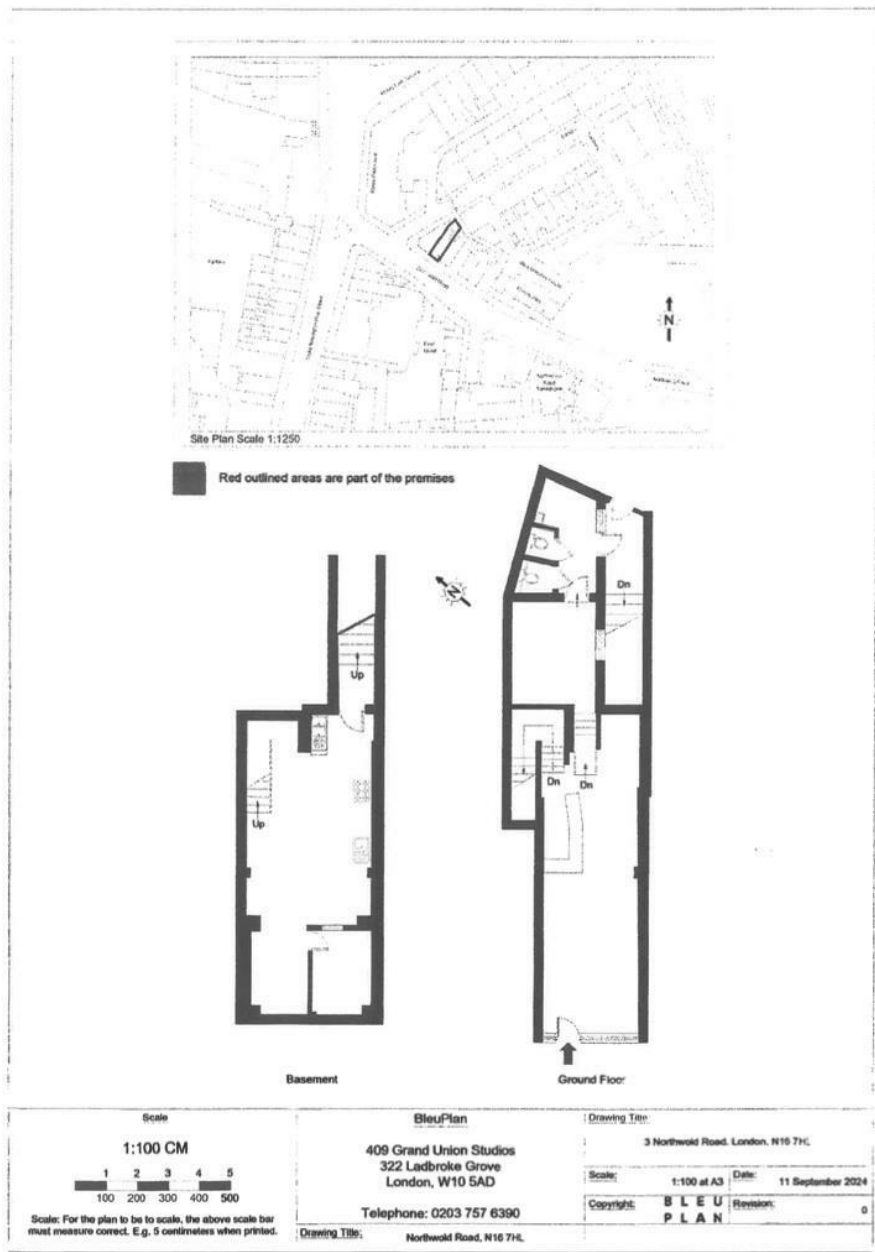 N
Site Plan Scale 1:1250
Red outlined areas are part of the premises
N
Up
Up
Dn
Dn
Dn
Basement
Ground Floor
Scale
1:100 CM
1 2 3 4 5
100 200 300 400 500
Scale: For the plan to be to scale, the above scale bar
must measure correct. E.g. 5 centimeters when printed.
BleuPlan
409 Grand Union Studios
322 Ladbroke Grove
London, W10 5AD
Telephone: 0203 757 6390
Drawing Title:
Northwold Road, N16 7HL
Drawing Title:
3 Northwold Road, London, N16 7HL
Scale:
1:100 at A3
Date:
11 September 2024
Copyright:
BLEU
PLAN
Revision:
0